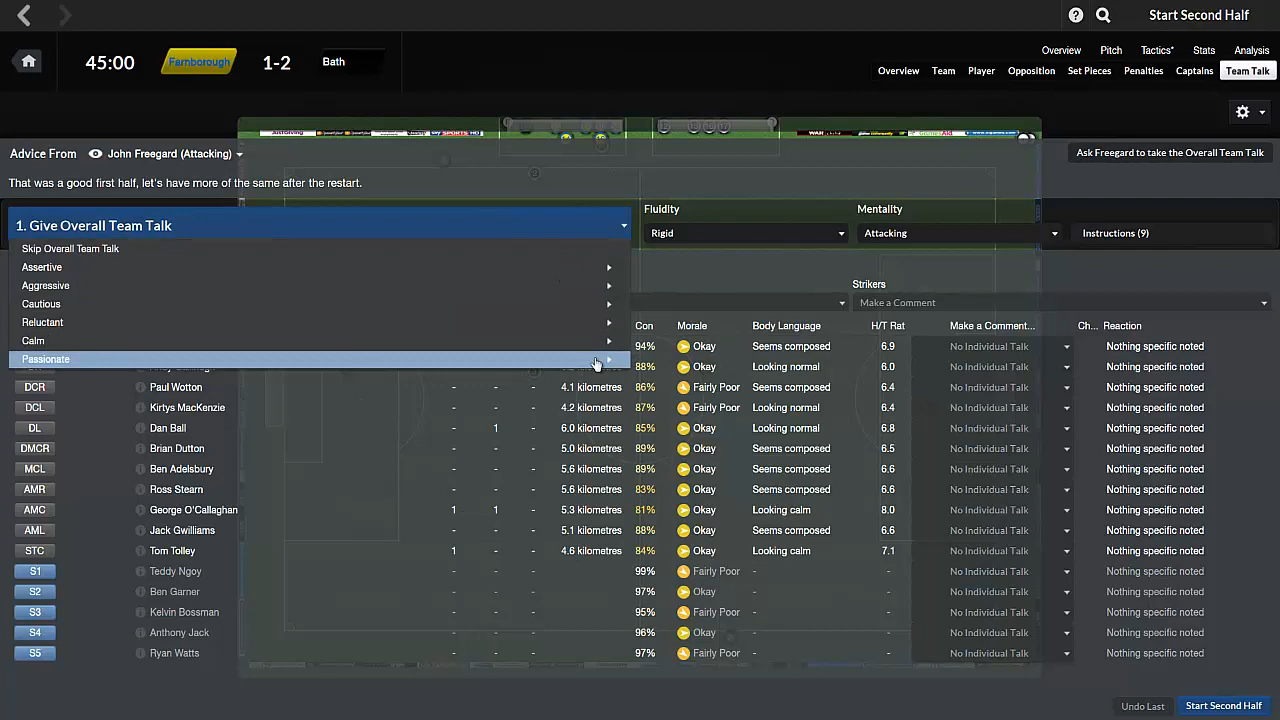 Start Second Half
45:00 Farnborough 1-2 Bath
Overview Pitch Tactics* Stats Analysis
Overview Team Player Opposition Set Pieces Penalties Captains Team Talk
Advice From John Freegard (Attacking)
Ask Freegard to take the Overall Team Talk
That was a good first half, let's have more of the same after the restart.
1. Give Overall Team Talk
Fluidity Mentality
Rigid Attacking Instructions (9)
Skip Overall Team Talk
Assertive
Aggressive
Cautious
Reluctant
Calm
Passionate
Strikers
Make a Comment
Con Morale Body Language H/T Rat Make a Comment... Ch... Reaction
94% Okay Seems composed 6.9 No Individual Talk Nothing specific noted
88% Okay Looking normal 6.0 No Individual Talk Nothing specific noted
DCR Paul Wotton - - - 4.1 kilometres 86% Fairly Poor Seems composed 6.4 No Individual Talk Nothing specific noted
DCL Kirtys MacKenzie - - - 4.2 kilometres 87% Fairly Poor Looking normal 6.4 No Individual Talk Nothing specific noted
DL Dan Ball - 1 - 6.0 kilometres 85% Okay Looking normal 6.8 No Individual Talk Nothing specific noted
DMCR Brian Dutton - - - 5.0 kilometres 89% Okay Seems composed 6.5 No Individual Talk Nothing specific noted
MCL Ben Adelsbury - - - 5.6 kilometres 89% Okay Seems composed 6.6 No Individual Talk Nothing specific noted
AMR Ross Stearn - - - 5.6 kilometres 83% Okay Seems composed 6.6 No Individual Talk Nothing specific noted
AMC George O'Callaghan 1 1 - 5.3 kilometres 81% Okay Looking calm 8.0 No Individual Talk Nothing specific noted
AML Jack Gwilliams - - - 5.1 kilometres 88% Okay Seems composed 6.6 No Individual Talk Nothing specific noted
STC Tom Tolley 1 - - 4.6 kilometres 84% Okay Looking calm 7.1 No Individual Talk Nothing specific noted
S1 Teddy Ngoy - - - 99% Fairly Poor - - No Individual Talk Nothing specific noted
S2 Ben Garner - - - 97% Okay - - No Individual Talk Nothing specific noted
S3 Kelvin Bossman - - - 95% Fairly Poor - - No Individual Talk Nothing specific noted
S4 Anthony Jack - - - 96% Okay - - No Individual Talk Nothing specific noted
S5 Ryan Watts - - - 97% Fairly Poor - - No Individual Talk Nothing specific noted
Undo Last Start Second Half